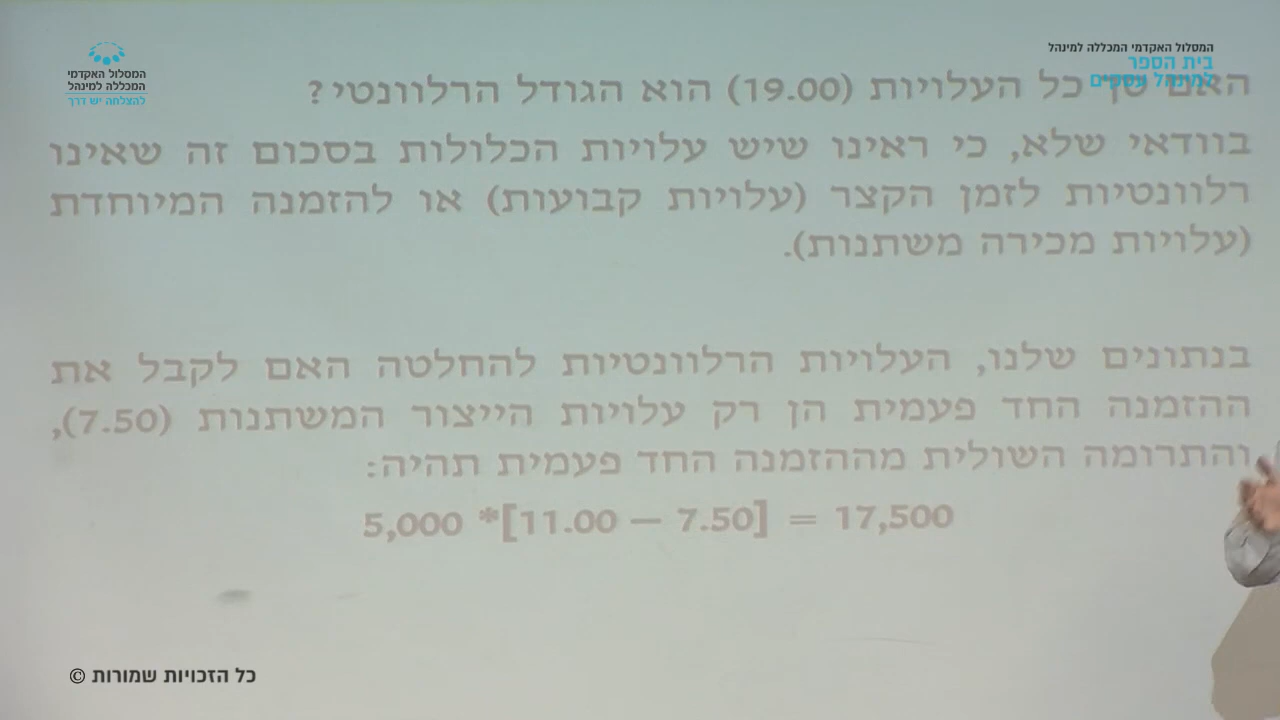 המסלול האקדמי המכללה למינהל
בית הספר
למינהל עסקים
המסלול האקדמי
המכללה למינהל
להצלחה יש דרך
האם סך כל העלויות (19.00) הוא הגודל הרלוונטי?
בוודאי שלא, כי ראינו שיש עלויות הכלולות בסכום זה שאינו
רלוונטיות לזמן הקצר (עלויות קבועות) או להזמנה המיוחדת
(עלויות מכירה משתנות).
בנתונים שלנו, העלויות הרלוונטיות להחלטה האם לקבל את
ההזמנה החד פעמית הן רק עלויות הייצור המשתנות (7.50),
והתרומה השולית מההזמנה החד פעמית תהיה:
5,000 *[11.00 – 7.50] = 17,500
כל הזכויות שמורות ©